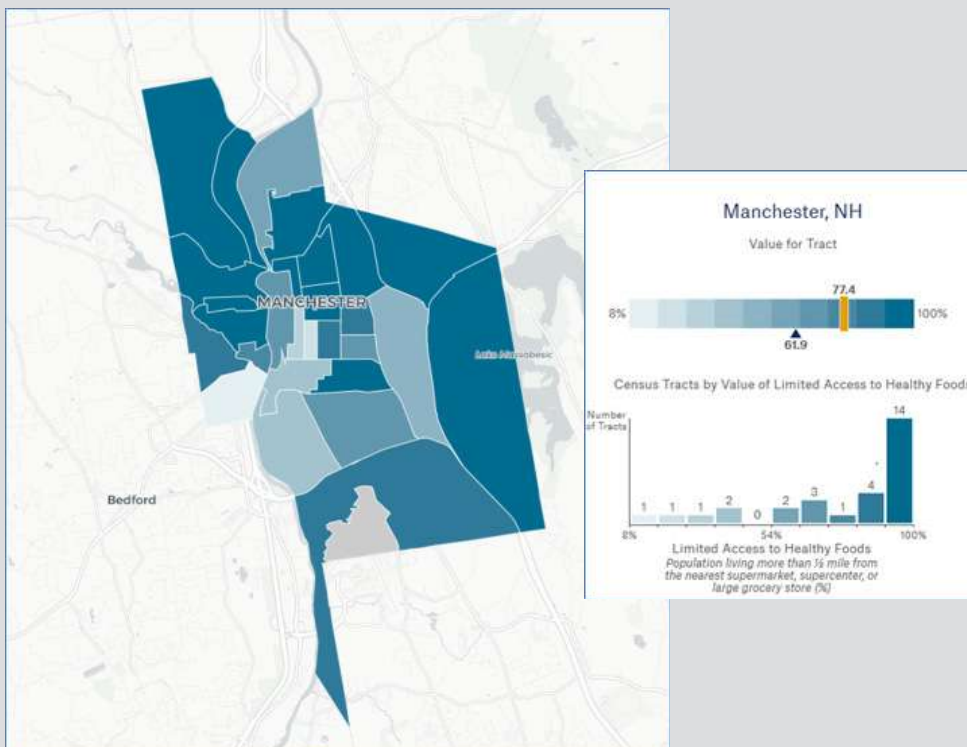 MANCHESTER
Lake Massabesic
Bedford
Manchester, NH
Value for Tract
77.4
8%
100%
61.9
Census Tracts by Value of Limited Access to Healthy Foods
Number
of Tracts
1
1
1
2
0
2
3
1
4
14
8%
54%
100%
Limited Access to Healthy Foods
Population living more than ½ mile from
the nearest supermarket, supercenter, or
large grocery store (%)